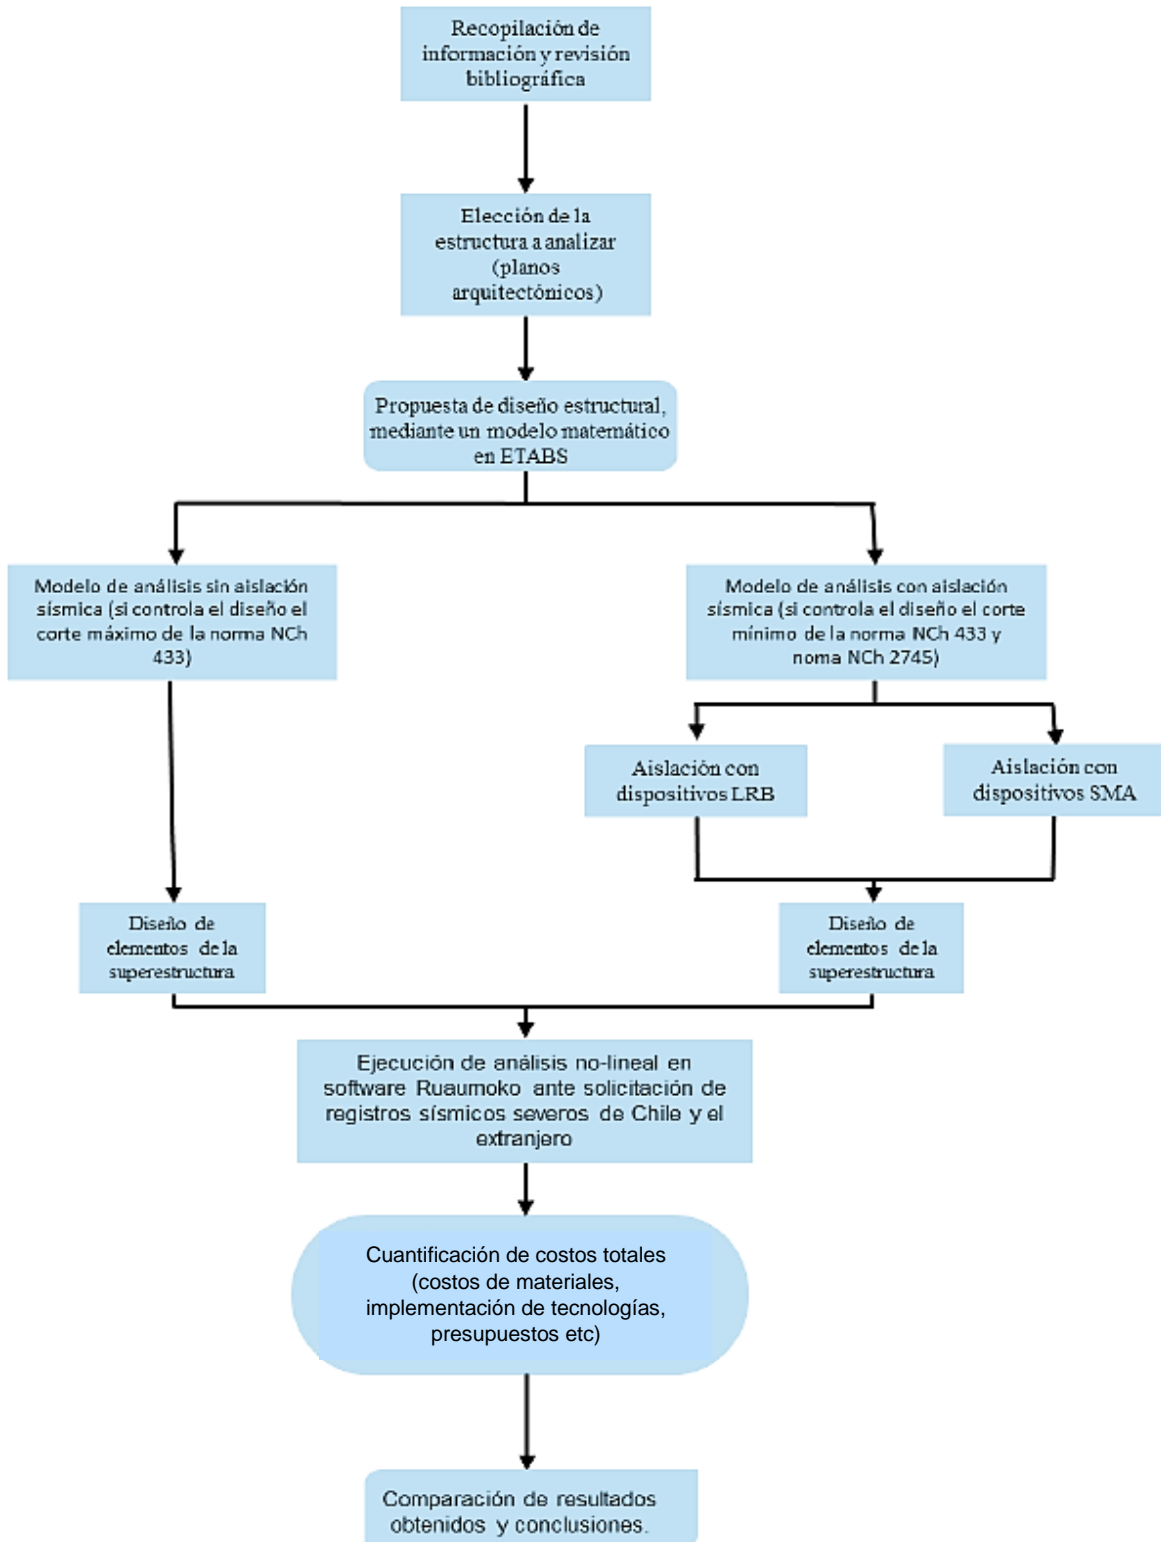 Recopilación de
información y revisión
bibliográfica
Elección de la
estructura a analizar
(planos
arquitectónicos)
Propuesta de diseño estructural,
mediante un modelo matemático
en ETABS
Modelo de análisis sin aislación
sísmica (si controla el diseño el
corte máximo de la norma NCh
433)
Modelo de análisis con aislación
sísmica (si controla el diseño el corte
mínimo de la norma NCh 433 y
noma NCh 2745)
Aislación con
dispositivos LRB
Aislación con
dispositivos SMA
Diseño de
elementos de la
superestructura
Diseño de
elementos de la
superestructura
Ejecución de análisis no-lineal en
software Ruaumoko ante solicitación de
registros sísmicos severos de Chile y el
extranjero
Cuantificación de costos totales
(costos de materiales,
implementación de tecnologías,
presupuestos etc)
Comparación de resultados
obtenidos y conclusiones.